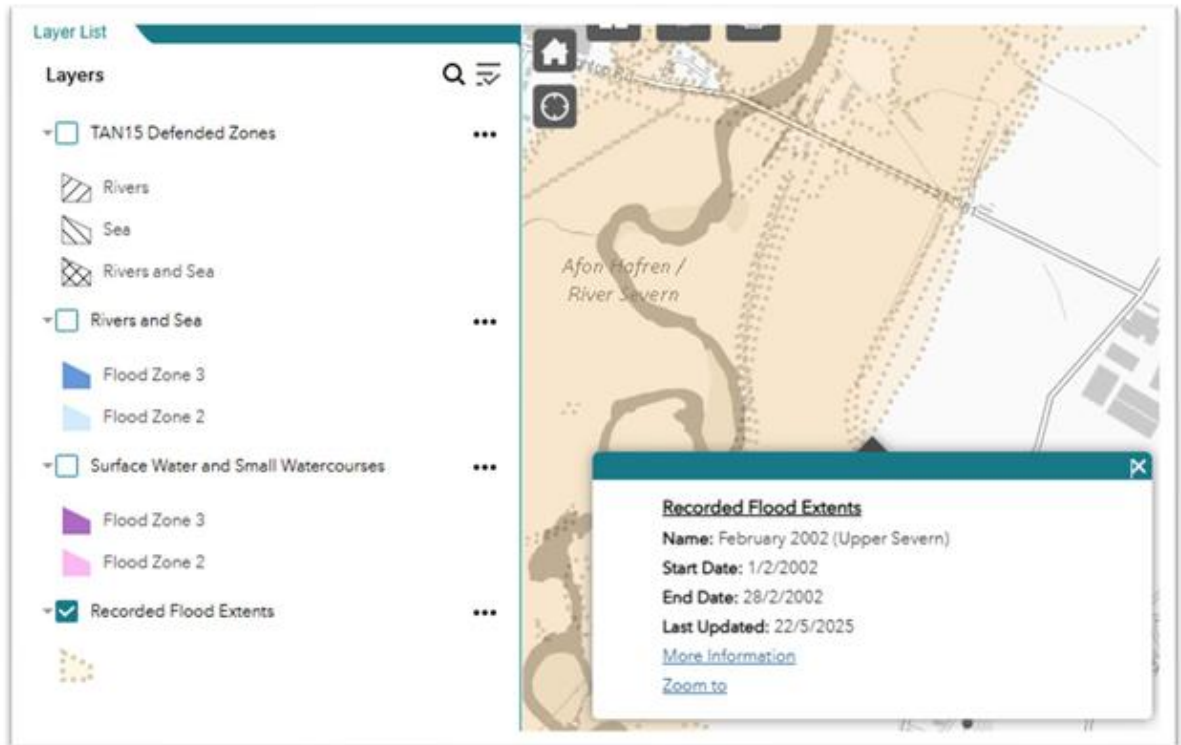 Layer List
Layers
TAN15 Defended Zones
Rivers
Sea
Rivers and Sea
Rivers and Sea
Flood Zone 3
Flood Zone 2
Surface Water and Small Watercourses
Flood Zone 3
Flood Zone 2
Recorded Flood Extents
Afon Hafren /
River Severn
Recorded Flood Extents
Name: February 2002 (Upper Severn)
Start Date: 1/2/2002
End Date: 28/2/2002
Last Updated: 22/5/2025
More Information
Zoom to